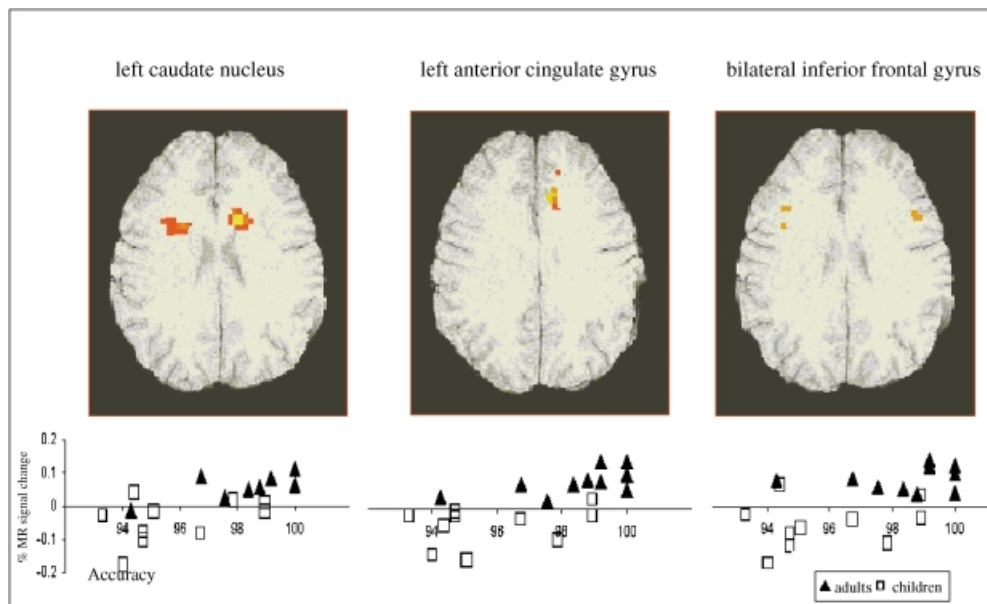 left caudate nucleus
left anterior cingulate gyrus
bilateral inferior frontal gyrus
% MR signal change
0.2
0.1
0
-0.1
-0.2
94 96 98 100
94 96 98 100
94 96 98 100
Accuracy
adults children